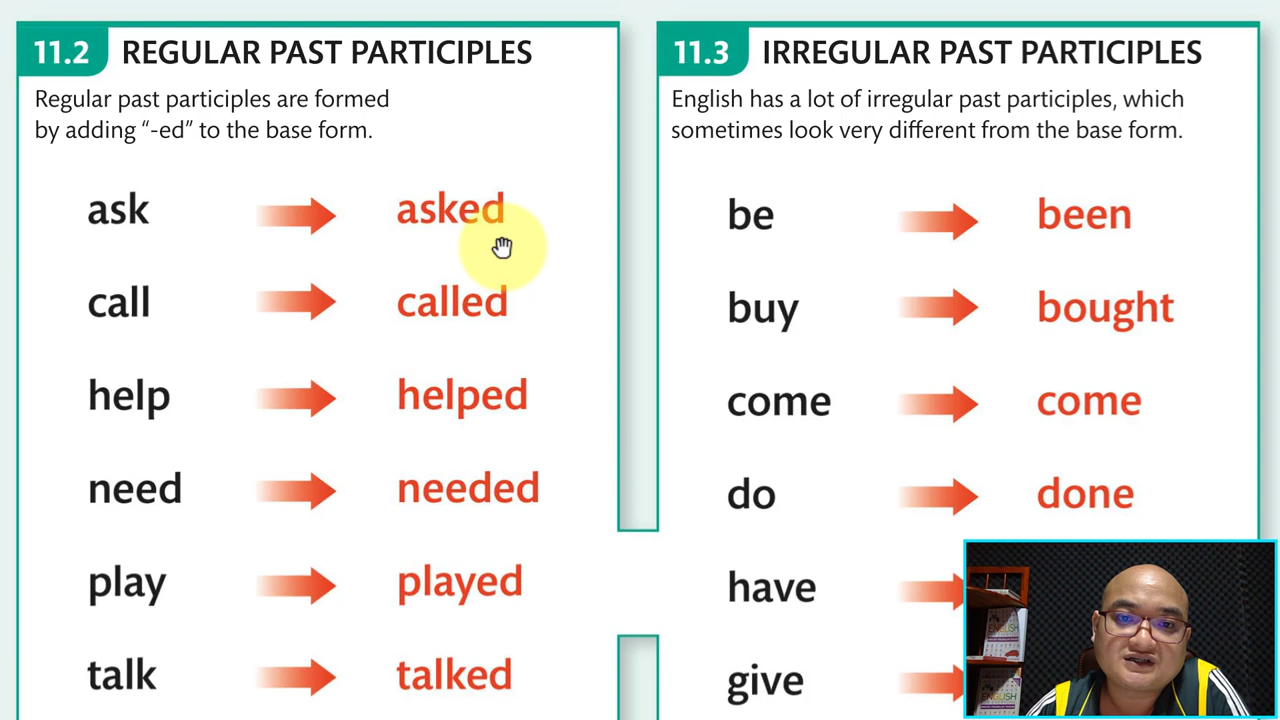 11.2 REGULAR PAST PARTICIPLES
Regular past participles are formed
by adding “-ed” to the base form.
ask asked
call called
help helped
need needed
play played
talk talked
11.3 IRREGULAR PAST PARTICIPLES
English has a lot of irregular past participles, which
sometimes look very different from the base form.
be been
buy bought
come come
do done
have
give
ENGLISH
ENGLISH